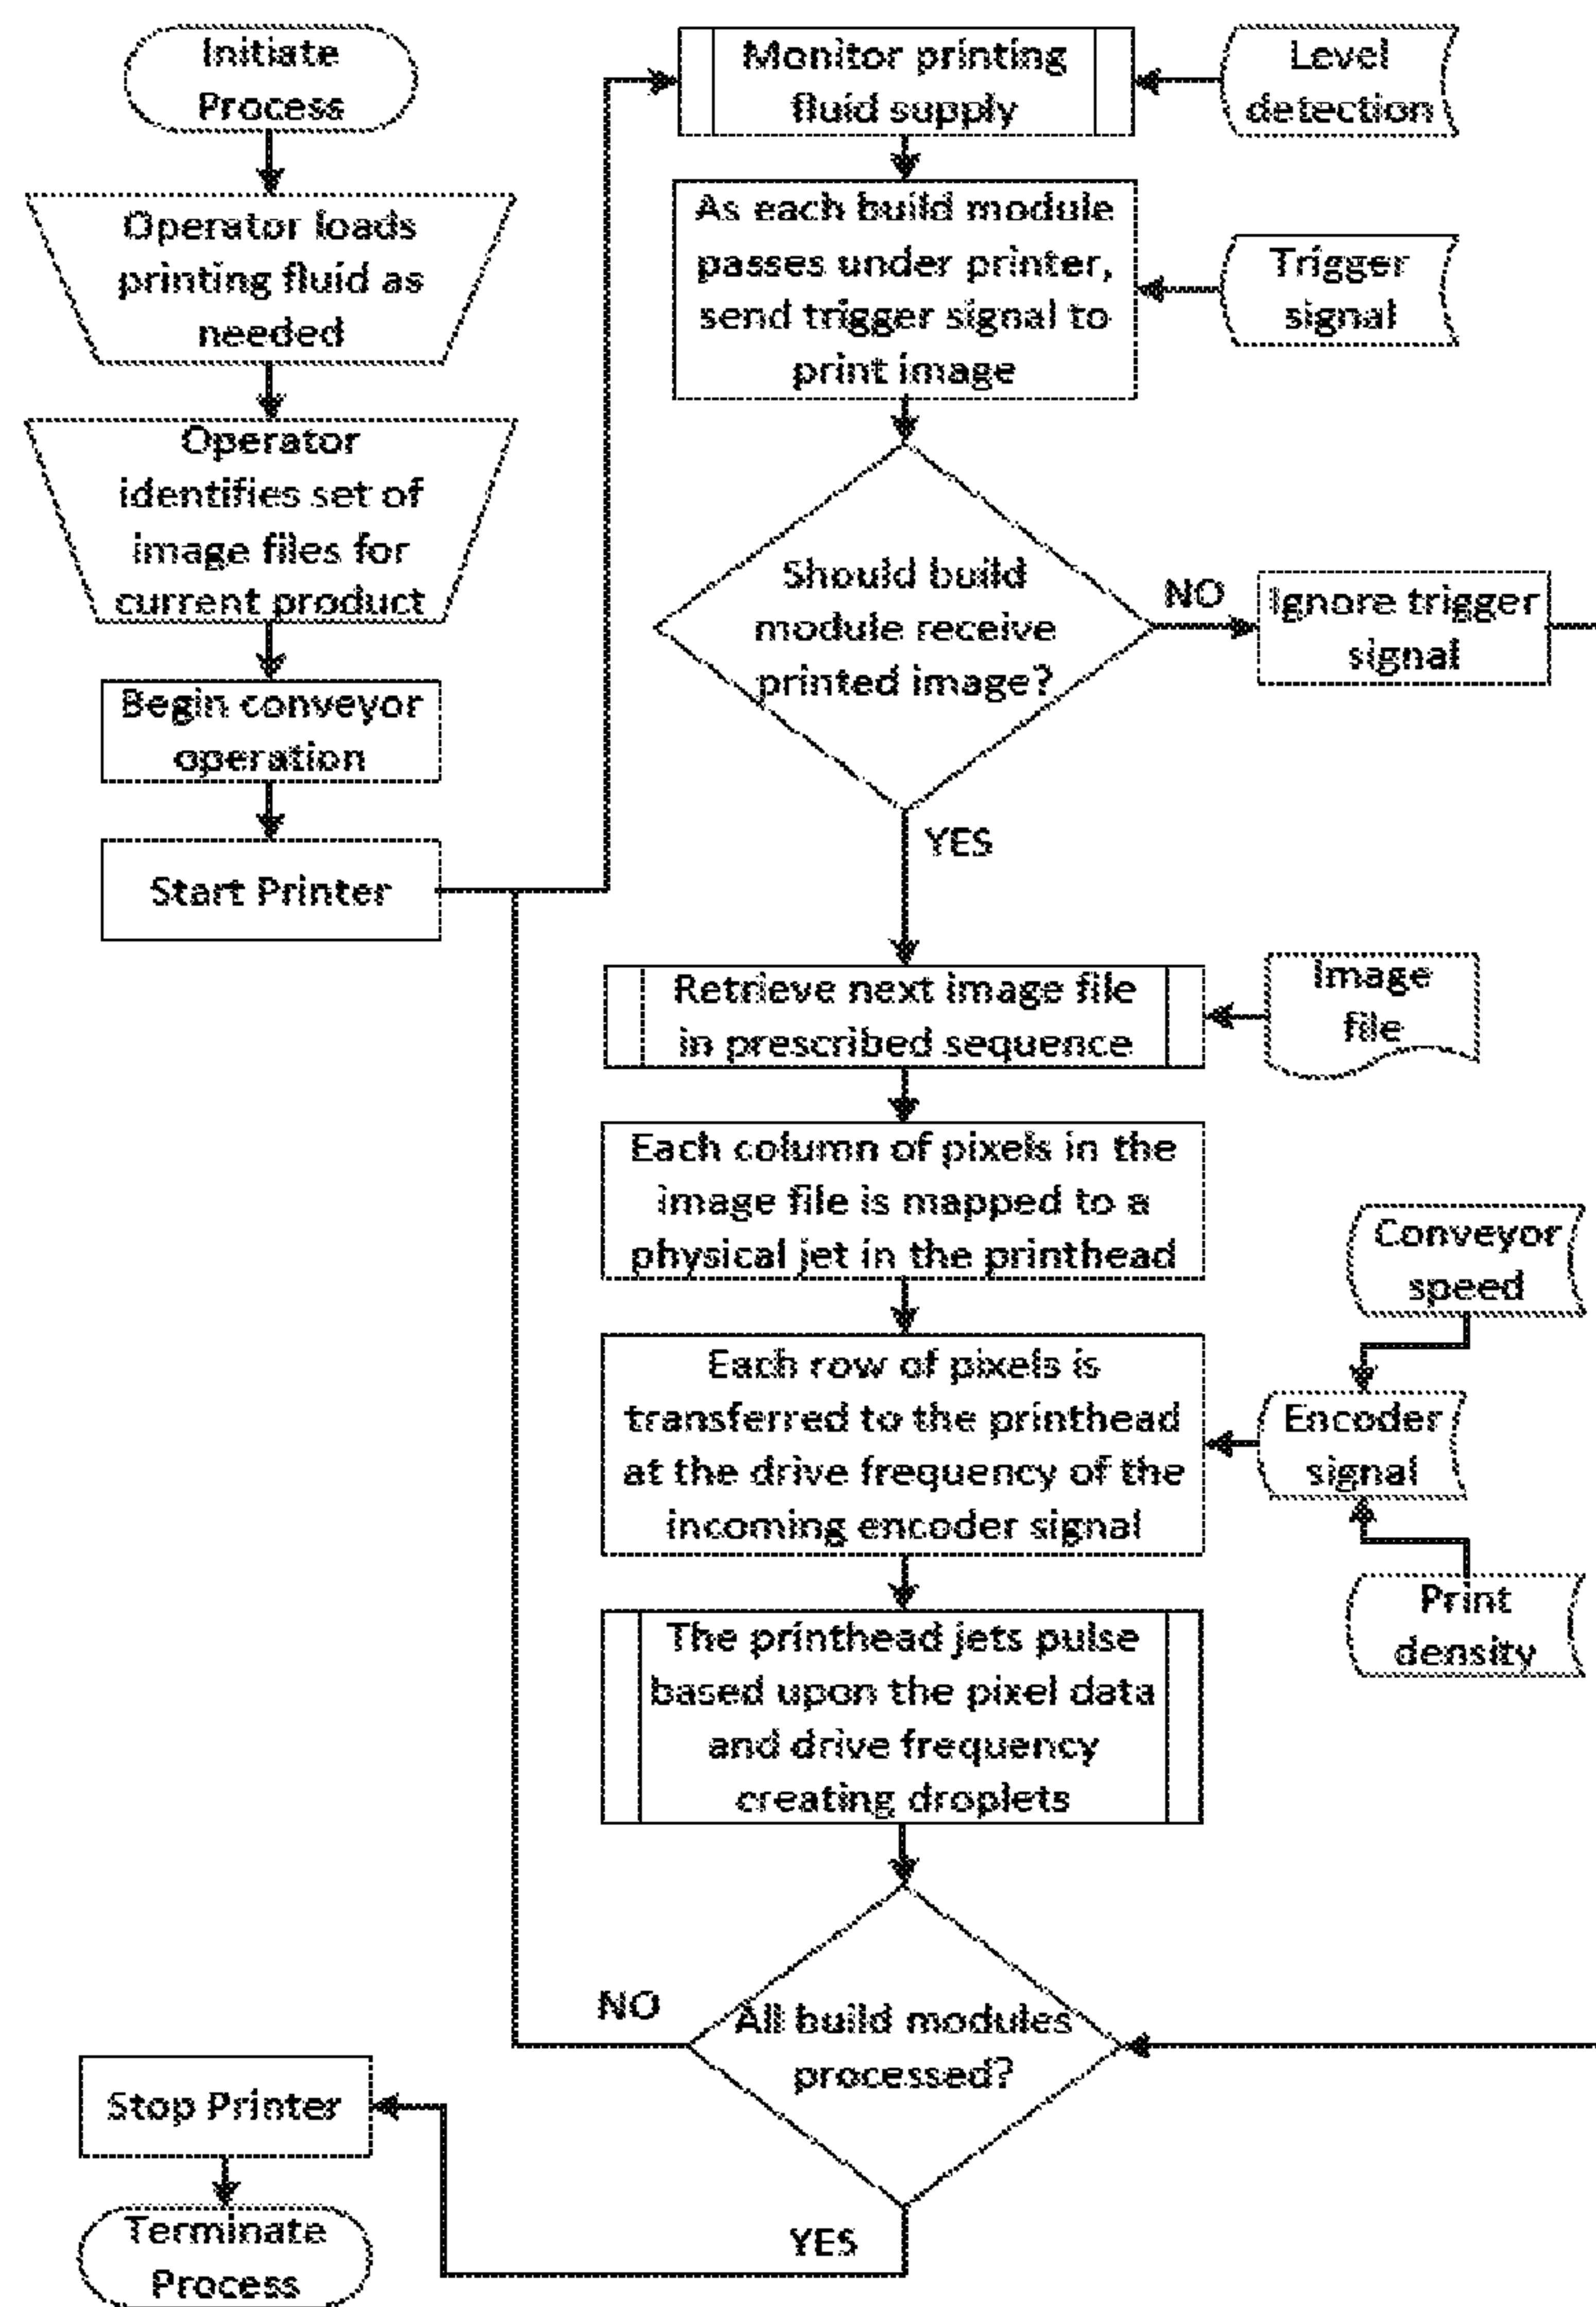 Initiate
Process
Operator loads
printing fluid as
needed
Operator
identifies set of
image files for
current product
Begin conveyor
operation
Start Printer
Monitor printing
fluid supply
Level
detection
As each build module
passes under printer,
send trigger signal to
print image
Trigger
signal
Should build
module receive
printed image?
NO
Ignore trigger
signal
YES
Retrieve next image file
in prescribed sequence
Image
file
Each column of pixels in the
image file is mapped to a
physical jet in the printhead
Conveyor
speed
Each row of pixels is
transferred to the printhead
at the drive frequency of the
incoming encoder signal
Encoder
signal
Print
density
The printhead jets pulse
based upon the pixel data
and drive frequency
creating droplets
All build modules
processed?
NO
YES
Stop Printer
Terminate
Process